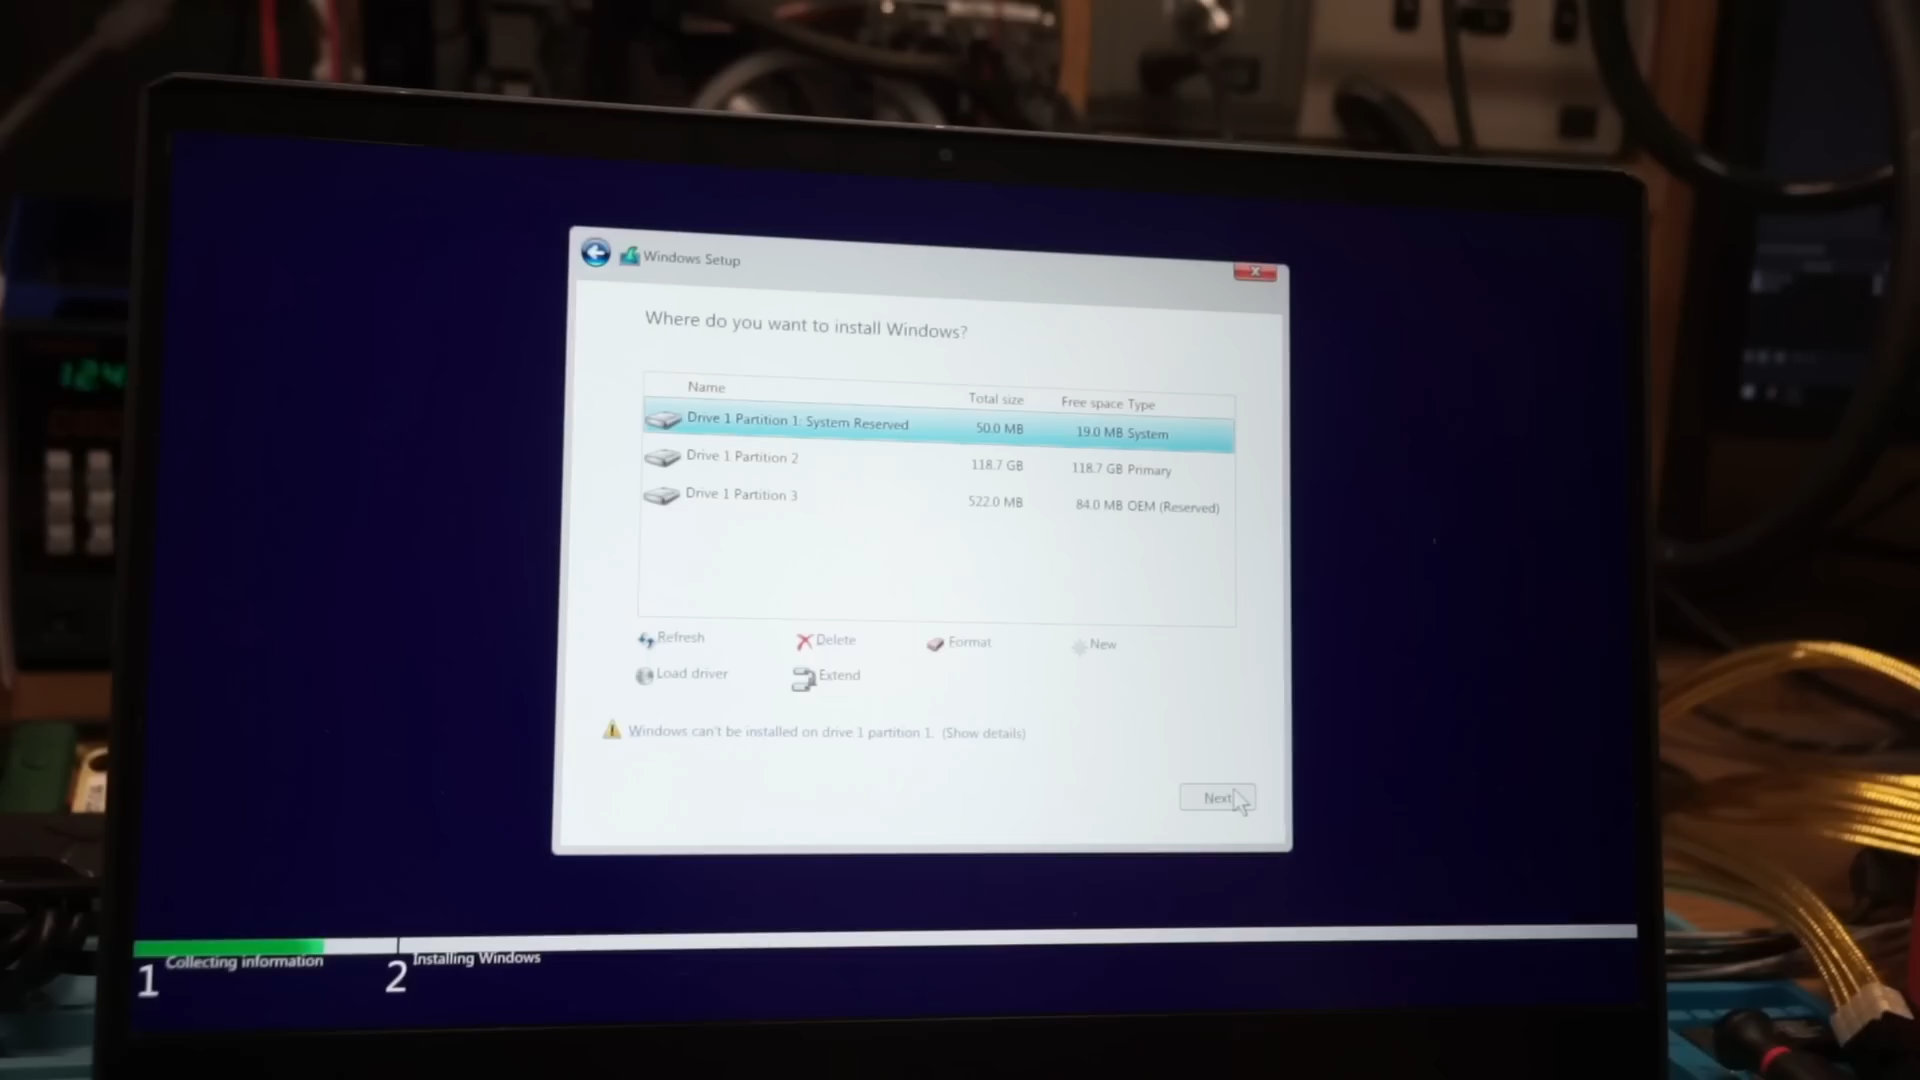 Windows Setup
Where do you want to install Windows?
Name Total size Free space Type
Drive 1 Partition 1: System Reserved 50.0 MB 19.0 MB System
Drive 1 Partition 2 118.7 GB 118.7 GB Primary
Drive 1 Partition 3 522.0 MB 84.0 MB OEM (Reserved)
Refresh Delete Format New
Load driver Extend
Windows can't be installed on drive 1 partition 1. (Show details)
Next
1 Collecting information 2 Installing Windows
124